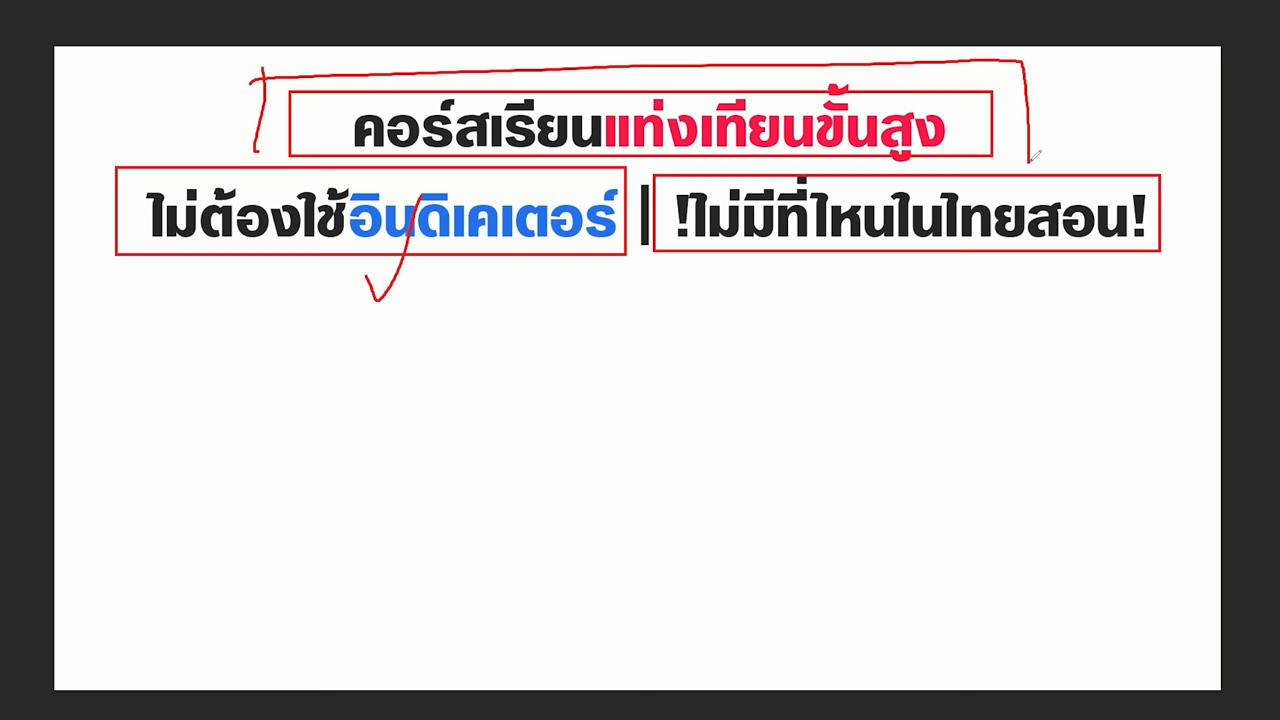 คอร์สเรียนแท่งเทียนขั้นสูง
ไม่ต้องใช้อินดิเคเตอร์ | !ไม่มีที่ไหนในไทยสอน!